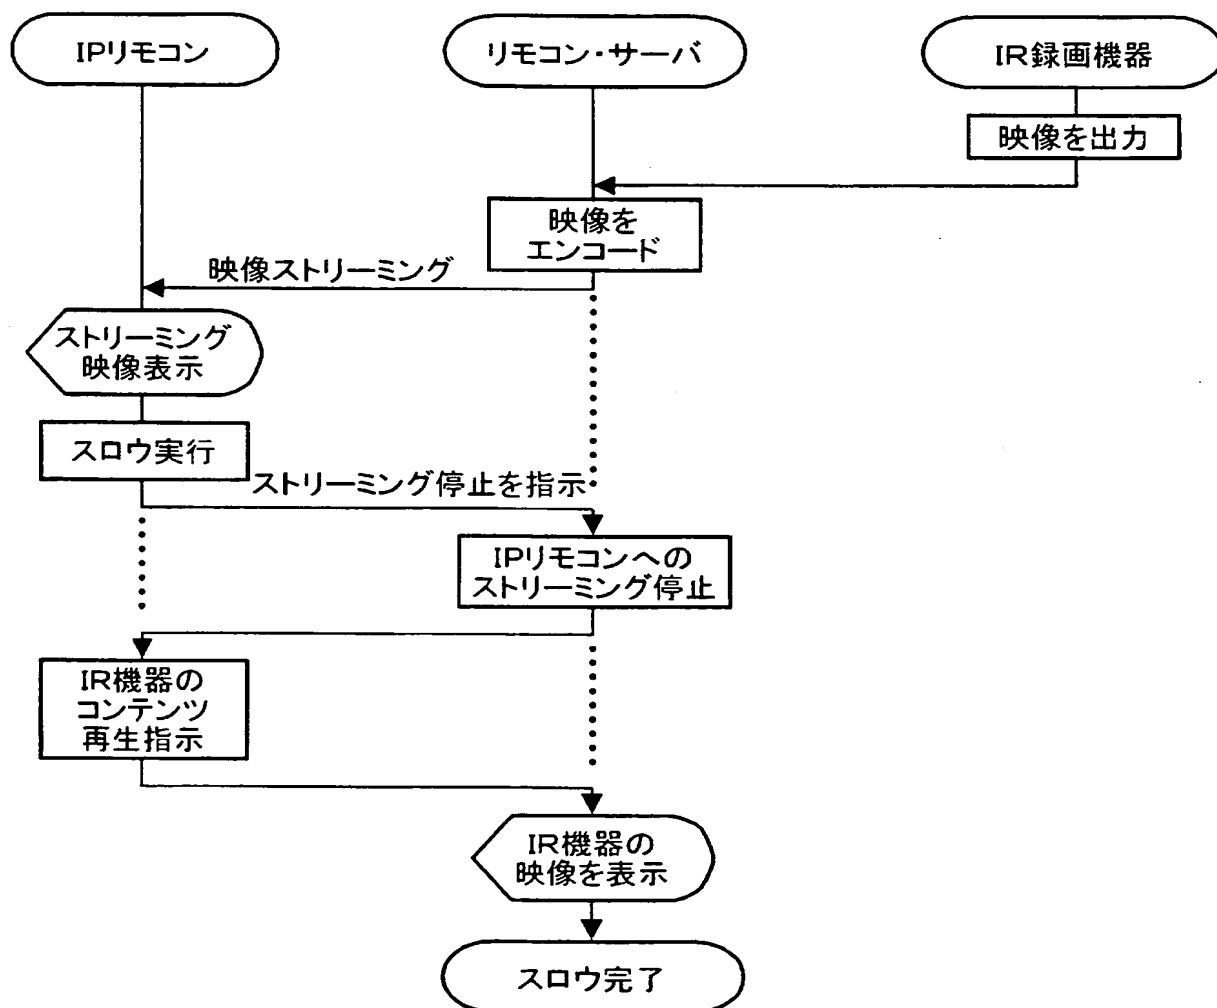 IPリモコン
リモコン・サーバ
IR録画機器
映像を出力
映像を
エンコード
映像ストリーミング
ストリーミング
映像表示
スロウ実行
ストリーミング停止を指示
IPリモコンへの
ストリーミング停止
IR機器の
コンテンツ
再生指示
IR機器の
映像を表示
スロウ完了